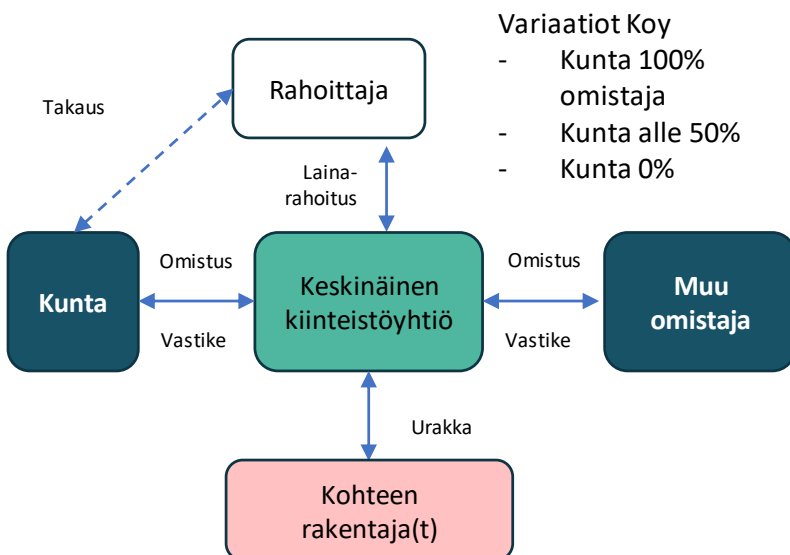 Variaatiot Koy
- Kunta 100%
omistaja
- Kunta alle 50%
- Kunta 0%
Rahoittaja
Takaus
Laina-
rahoitus
Kunta
Omistus
Vastike
Keskinäinen
kiinteistöyhtiö
Omistus
Vastike
Muu
omistaja
Urakka
Kohteen
rakentaja(t)